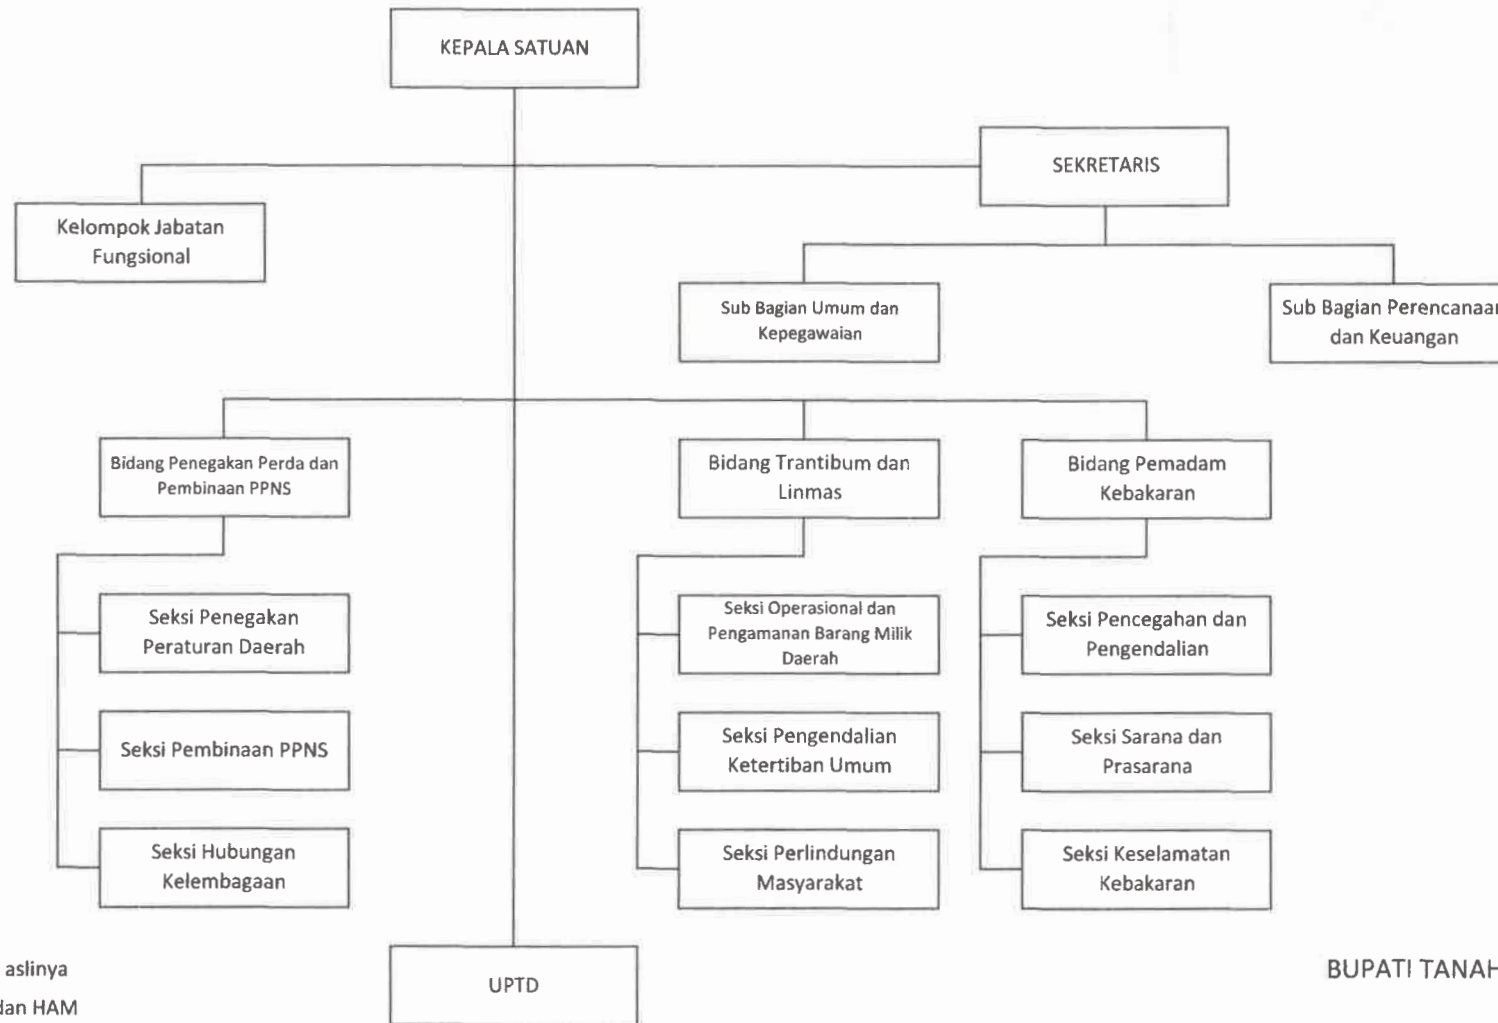 KEPALA SATUAN
SEKRETARIS
Kelompok Jabatan
Fungsional
Sub Bagian Umum dan
Kepegawaian
Sub Bagian Perencanaan
dan Keuangan
Bidang Penegakan Perda dan
Pembinaan PPNS
Bidang Trantibum dan
Linmas
Bidang Pemadam
Kebakaran
Seksi Penegakan
Peraturan Daerah
Seksi Operasional dan
Pengamanan Barang Milik
Daerah
Seksi Pencegahan dan
Pengendalian
Seksi Pembinaan PPNS
Seksi Pengendalian
Ketertiban Umum
Seksi Sarana dan
Prasarana
Seksi Hubungan
Kelembagaan
Seksi Perlindungan
Masyarakat
Seksi Keselamatan
Kebakaran
UPTD
aslinya
dan HAM
BUPATI TANAH